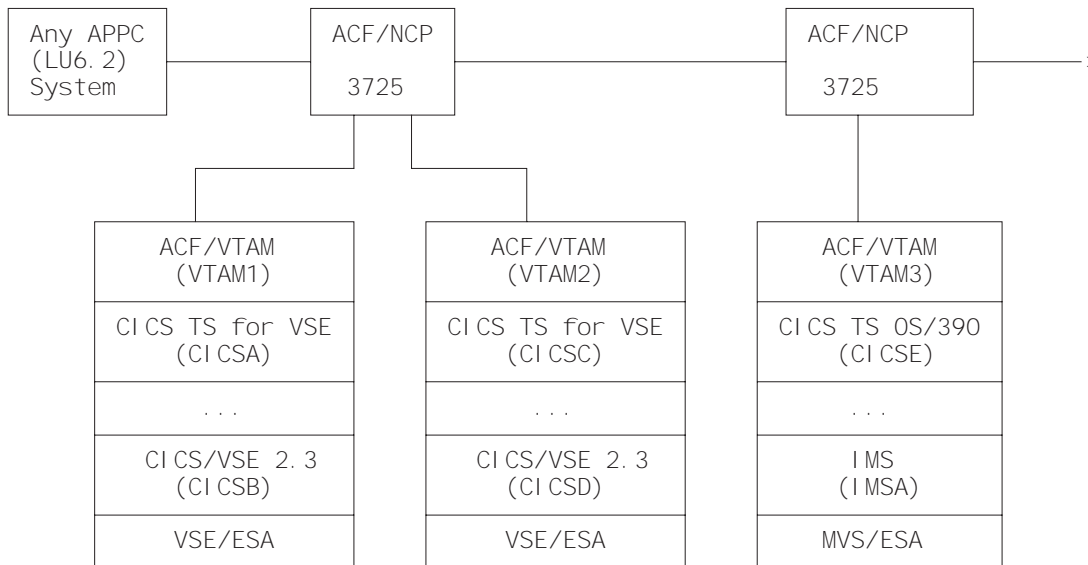 Any APPC
(LU6.2)
System
ACF/NCP
3725
ACF/NCP
3725
ACF/VTAM
(VTAM1)
CICS TS for VSE
(CICSA)
...
CICS/VSE 2.3
(CICSB)
VSE/ESA
ACF/VTAM
(VTAM2)
CICS TS for VSE
(CICSC)
...
CICS/VSE 2.3
(CICSD)
VSE/ESA
ACF/VTAM
(VTAM3)
CICS TS OS/390
(CICSE)
...
IMS
(IMSA)
MVS/ESA